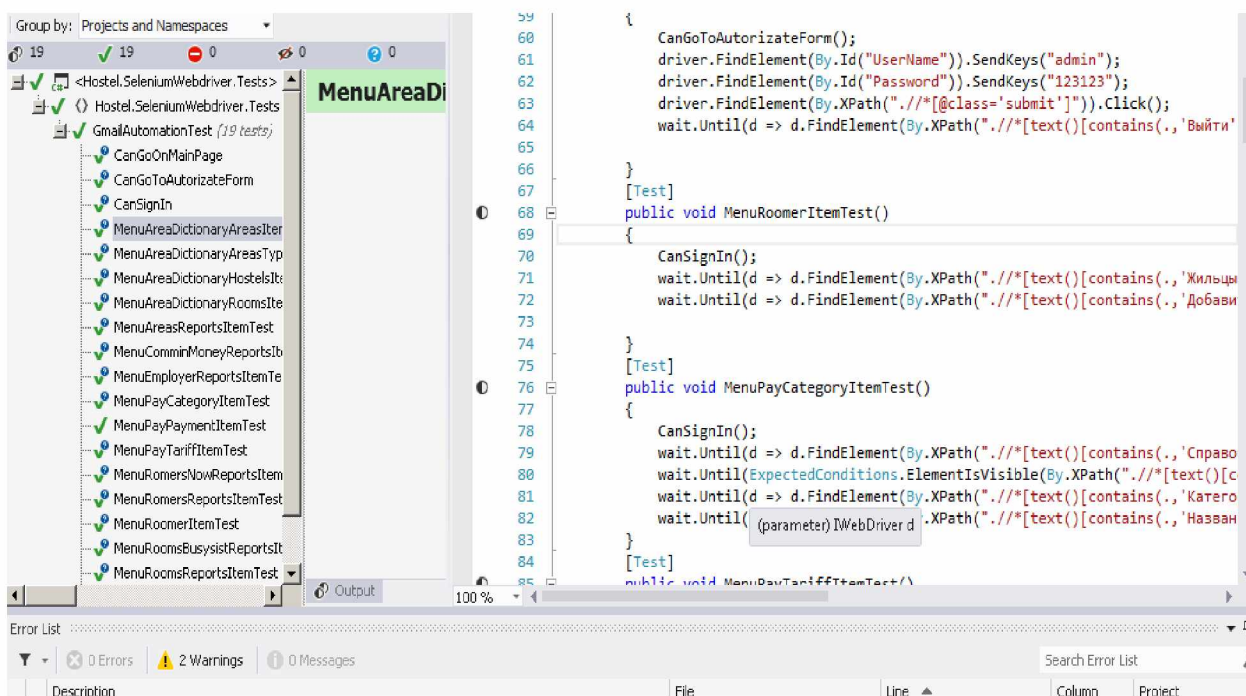 Group by: Projects and Namespaces
19 19 0 0 0
<Hostel.SeleniumWebdriver.Tests>
Hostel.SeleniumWebdriver.Tests
GmailAutomationTest (19 tests)
CanGoOnMainPage
CanGoToAutorizateForm
CanSignIn
MenuAreaDictionaryAreasIter
MenuAreaDictionaryAreasTyp
MenuAreaDictionaryHostelsIte
MenuAreaDictionaryRoomsIte
MenuAreasReportsItemTest
MenuComminMoneyReportsIt
MenuEmployerReportsItemTe
MenuPayCategoryItemTest
MenuPayPaymentItemTest
MenuPayTariffItemTest
MenuRomersNowReportsItem
MenuRomersReportsItemTest
MenuRoomerItemTest
MenuRoomsBusysistReportsIt
MenuRoomsReportsItemTest
MenuAreaDi
Output
59 {
60 CanGoToAutorizateForm();
61 driver.FindElement(By.Id("UserName")).SendKeys("admin");
62 driver.FindElement(By.Id("Password")).SendKeys("123123");
63 driver.FindElement(By.XPath(".//*[@class='submit']")).Click();
64 wait.Until(d => d.FindElement(By.XPath(".//*[text()[contains(.,'Выйти'
65
66 }
67 [Test]
68 public void MenuRoomerItemTest()
69 {
70 CanSignIn();
71 wait.Until(d => d.FindElement(By.XPath(".//*[text()[contains(.,'Жильцы
72 wait.Until(d => d.FindElement(By.XPath(".//*[text()[contains(.,'Добави
73
74 }
75 [Test]
76 public void MenuPayCategoryItemTest()
77 {
78 CanSignIn();
79 wait.Until(d => d.FindElement(By.XPath(".//*[text()[contains(.,'Справо
80 wait.Until(ExpectedConditions.ElementIsVisible(By.XPath(".//*[text()[c
81 wait.Until(d => d.FindElement(By.XPath(".//*[text()[contains(.,'Катего
82 wait.Until( (parameter) IWebDriver d .XPath(".//*[text()[contains(.,'Назван
83 }
84 [Test]
85 public void MenuPayTariffItemTest()
100 %
Error List
0 Errors 2 Warnings 0 Messages Search Error List
Description File Line Column Project